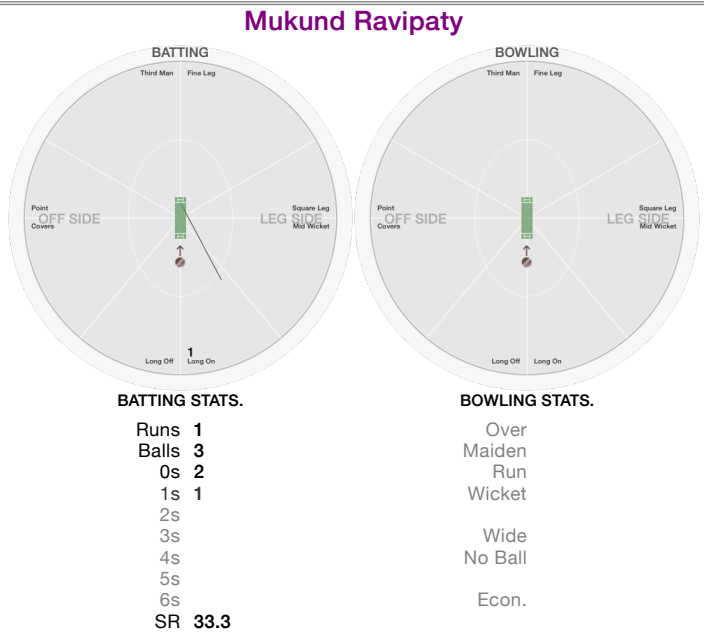 Mukund Ravipaty
BATTING
Third Man Fine Leg
Point
OFF SIDE
Covers
Square Leg
LEG SIDE
Mid Wicket
1
Long Off Long On
BOWLING
Third Man Fine Leg
Point
OFF SIDE
Covers
Square Leg
LEG SIDE
Mid Wicket
Long Off Long On
BATTING STATS.
Runs 1
Balls 3
0s 2
1s 1
2s
3s
4s
5s
6s
SR 33.3
BOWLING STATS.
Over
Maiden
Run
Wicket
Wide
No Ball
Econ.